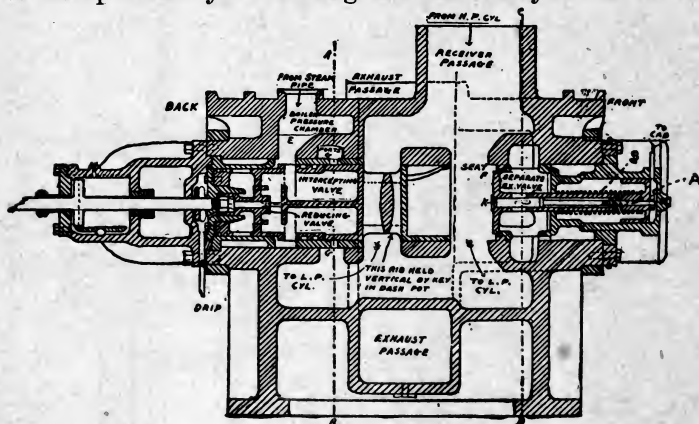 FROM H.P. CYL
C
RECEIVER
PASSAGE
A
FROM STEAM
PIPE
EXHAUST
PASSAGE
BACK
BOILER
PRESSURE
CHAMBER
E
FRONT
TO
CAB
PORTS
G
SEAT
F
SEPARATE
EX. VALVE
B
A
INTERCEPTING
VALVE
K
REDUCING
VALVE
TO L.P.
CYL.
THIS RIB HELD
VERTICAL BY KEY
IN DASH POT
TO L.P.
CYL.
DRIP
EXHAUST
PASSAGE